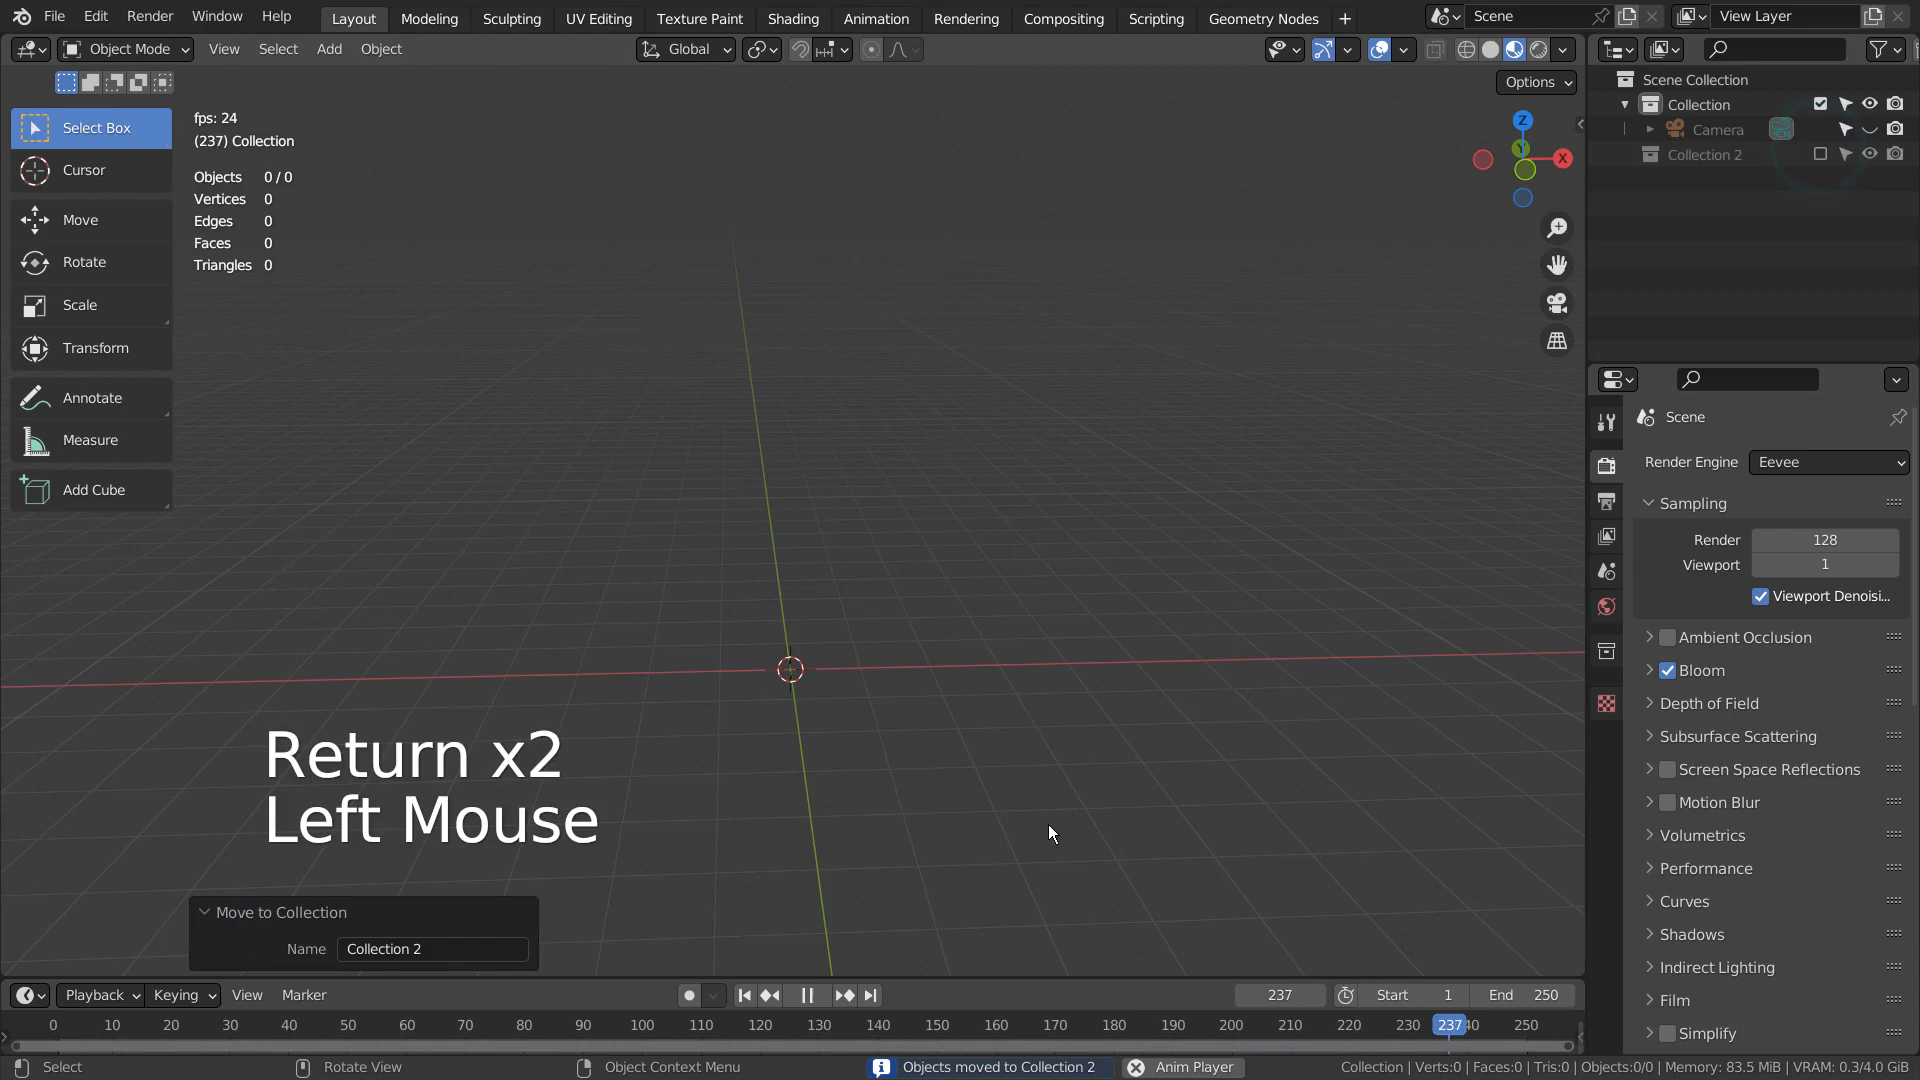 File Edit Render Window Help Layout Modeling Sculpting UV Editing Texture Paint Shading Animation Rendering Compositing Scripting Geometry Nodes + Scene View Layer
Object Mode View Select Add Object Global
Options
Scene Collection
Collection
Camera
Collection 2
Select Box
Cursor
Move
Rotate
Scale
Transform
Annotate
Measure
Add Cube
fps: 24
(237) Collection
Objects 0 / 0
Vertices 0
Edges 0
Faces 0
Triangles 0
Z
Y
X
Scene
Render Engine Eevee
Sampling
Render 128
Viewport 1
Viewport Denoisi...
Ambient Occlusion
Bloom
Depth of Field
Subsurface Scattering
Screen Space Reflections
Motion Blur
Volumetrics
Performance
Curves
Shadows
Indirect Lighting
Film
Simplify
Return x2
Left Mouse
Move to Collection
Name Collection 2
Playback Keying View Marker 237 Start 1 End 250
0 10 20 30 40 50 60 70 80 90 100 110 120 130 140 150 160 170 180 190 200 210 220 230 237 40 250
Select Rotate View Object Context Menu Objects moved to Collection 2 Anim Player Collection | Verts:0 | Faces:0 | Tris:0 | Objects:0/0 | Memory: 83.5 MiB | VRAM: 0.3/4.0 GiB